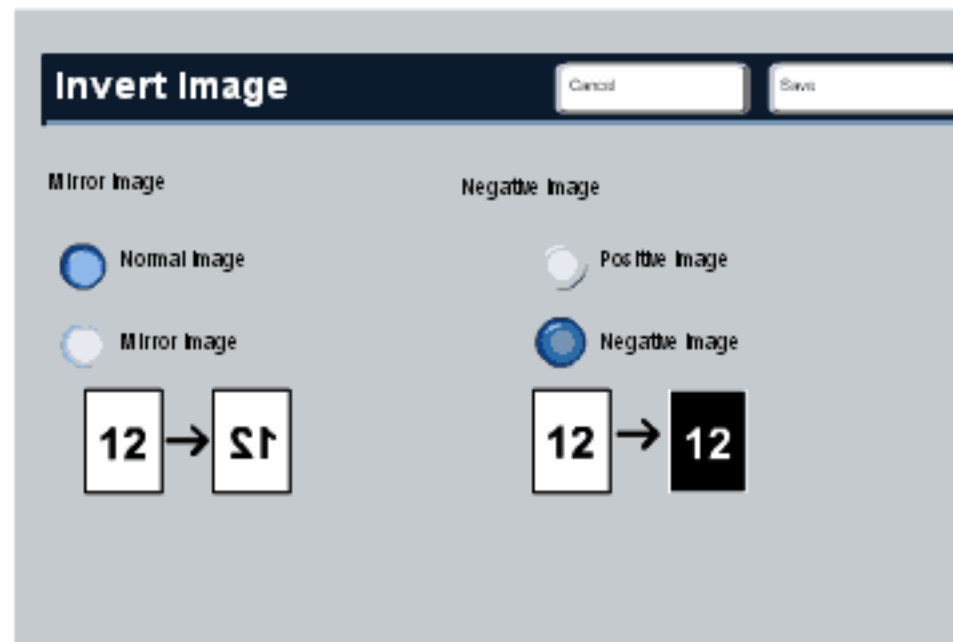 Invert Image
Cancel
Save
Mirror Image
Negative Image
Normal Image
Positive Image
Mirror Image
Negative Image
12 → 12
12 → 12